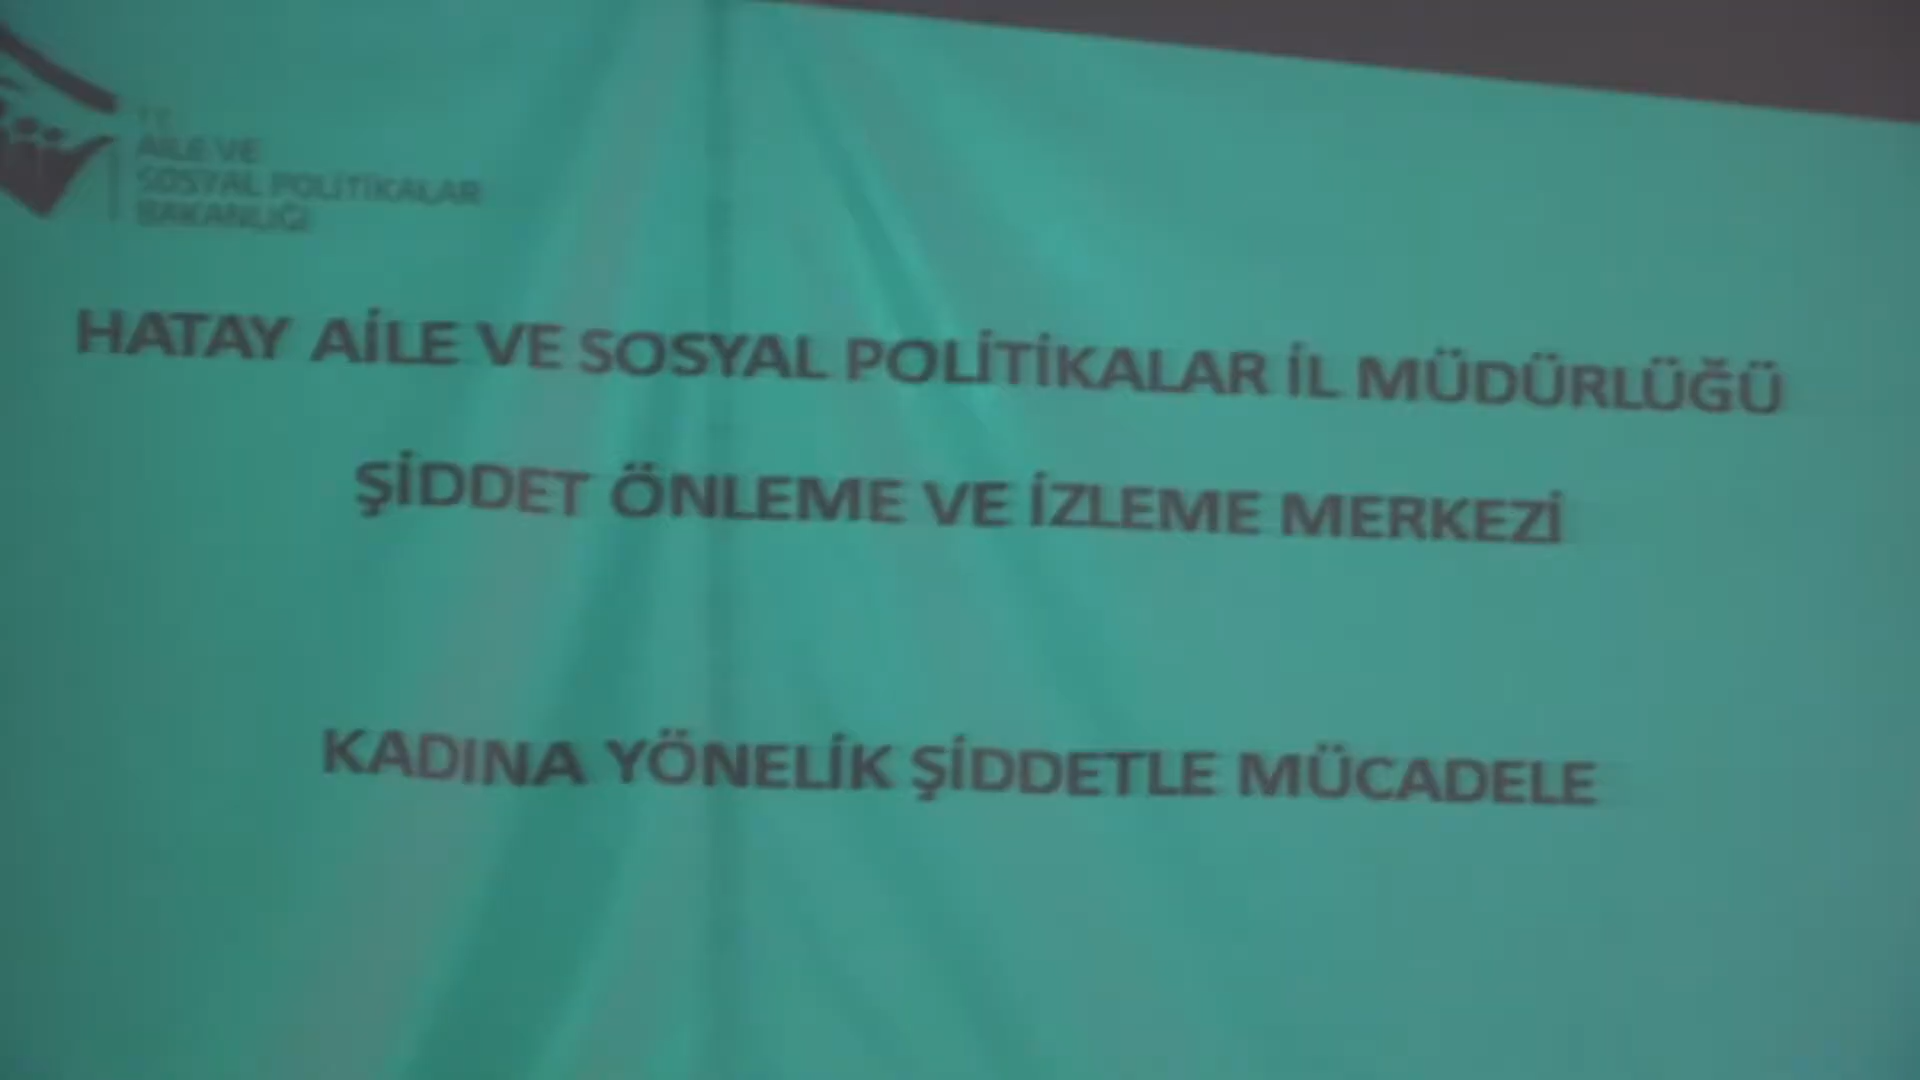 T.C.
AİLE VE
SOSYAL POLİTİKALAR
BAKANLIĞI
HATAY AİLE VE SOSYAL POLİTİKALAR İL MÜDÜRLÜĞÜ
ŞİDDET ÖNLEME VE İZLEME MERKEZİ
KADINA YÖNELİK ŞİDDETLE MÜCADELE